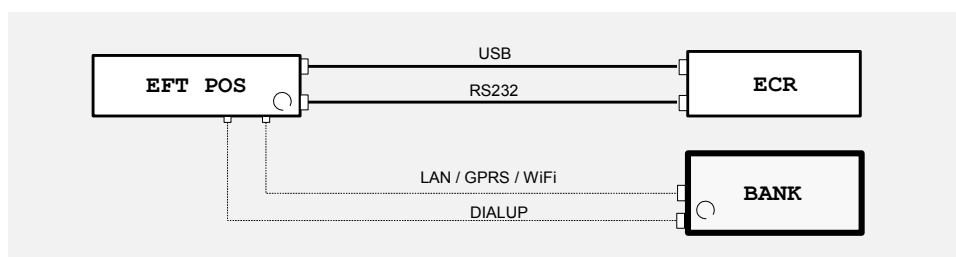 USB
EFT POS
ECR
RS232
LAN / GPRS / WiFi
BANK
DIALUP